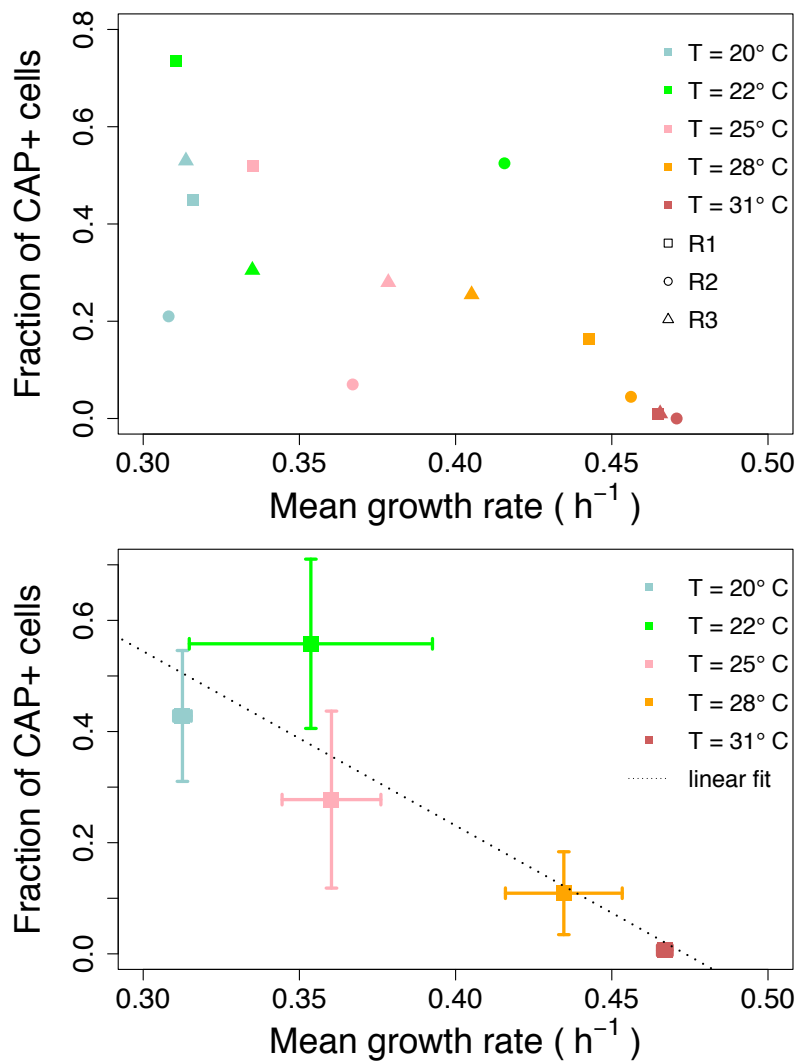 Fraction of CAP+ cells
0.8
0.6
0.4
0.2
0.0
T = 20° C
T = 22° C
T = 25° C
T = 28° C
T = 31° C
R1
R2
R3
0.30 0.35 0.40 0.45 0.50
Mean growth rate ( h⁻¹ )
Fraction of CAP+ cells
0.6
0.4
0.2
0.0
T = 20° C
T = 22° C
T = 25° C
T = 28° C
T = 31° C
linear fit
0.30 0.35 0.40 0.45 0.50
Mean growth rate ( h⁻¹ )